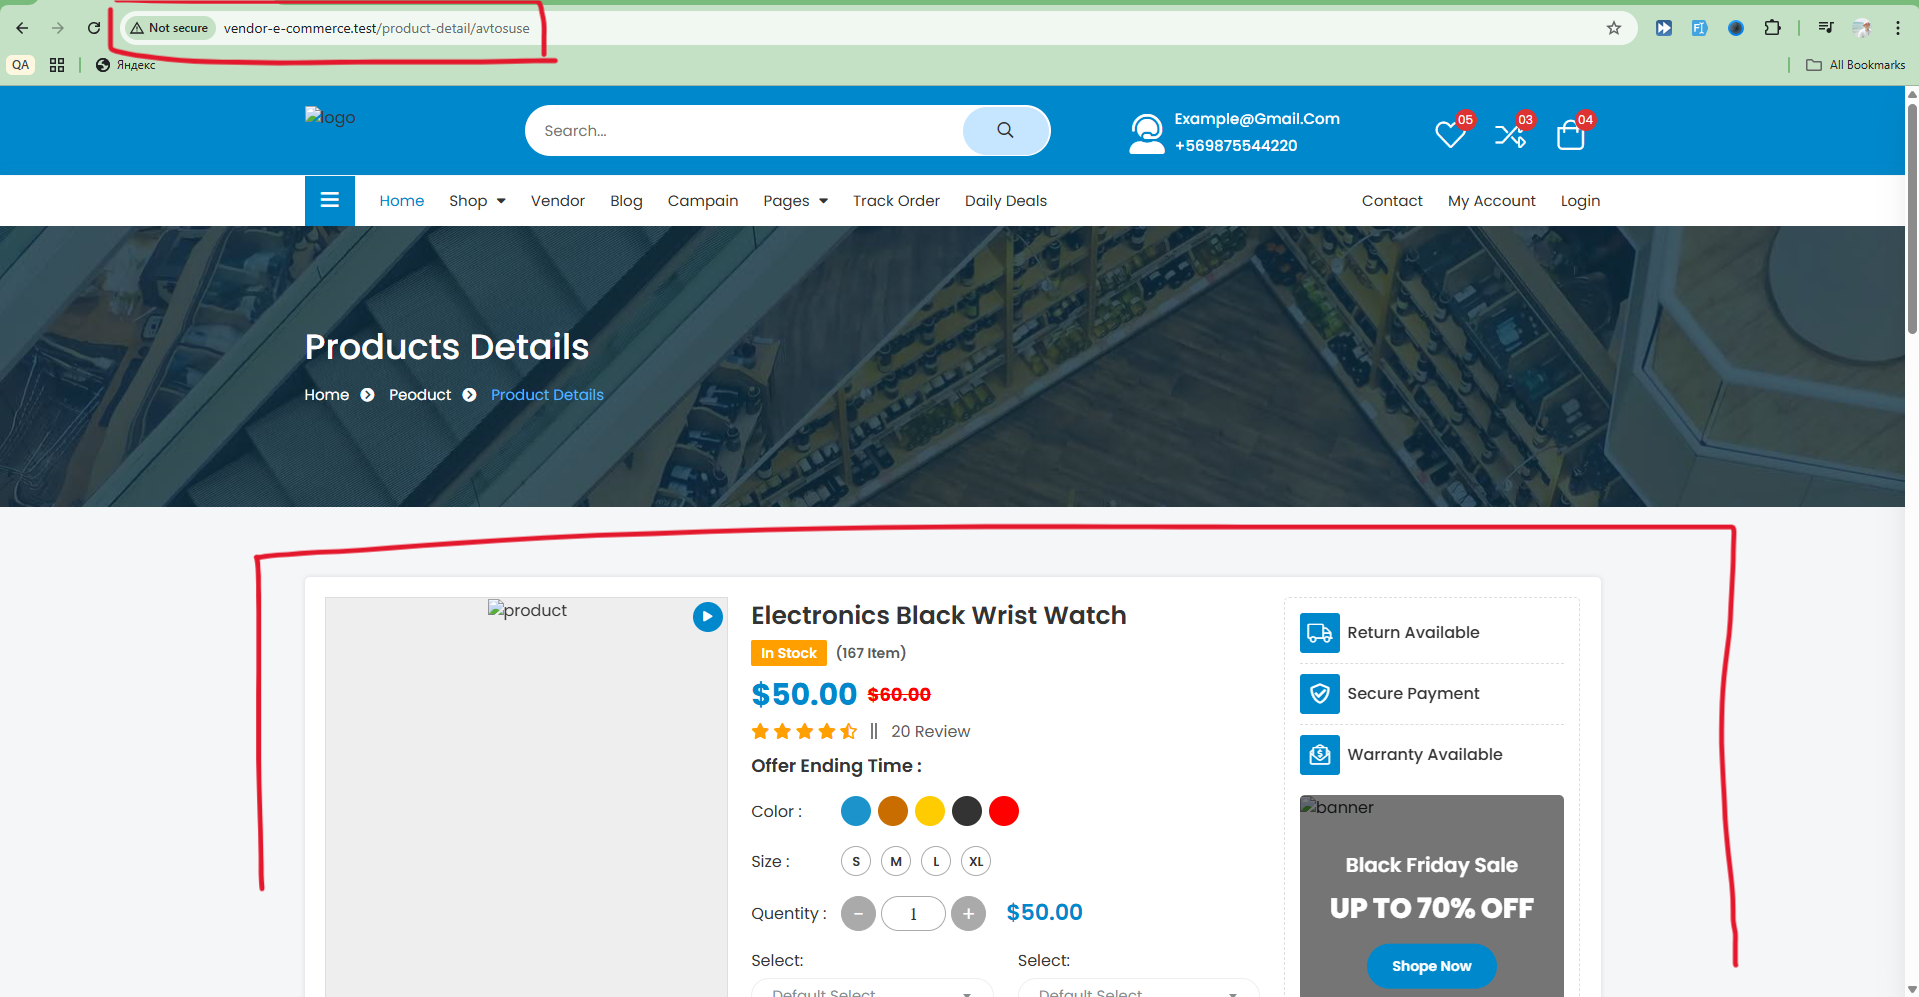 Not secure vendor-e-commerce.test/product-detail/avtosuse
QA Яндекс All Bookmarks
logo
Search...
Example@Gmail.Com
+569875544220
05 03 04
Home Shop Vendor Blog Campain Pages Track Order Daily Deals Contact My Account Login
Products Details
Home Peoduct Product Details
product
Electronics Black Wrist Watch
In Stock (167 Item)
$50.00 $60.00
|| 20 Review
Offer Ending Time :
Color :
Size : S M L XL
Quentity : - 1 + $50.00
Select: Select:
Default Select Default Select
Return Available
Secure Payment
Warranty Available
banner
Black Friday Sale
UP TO 70% OFF
Shope Now